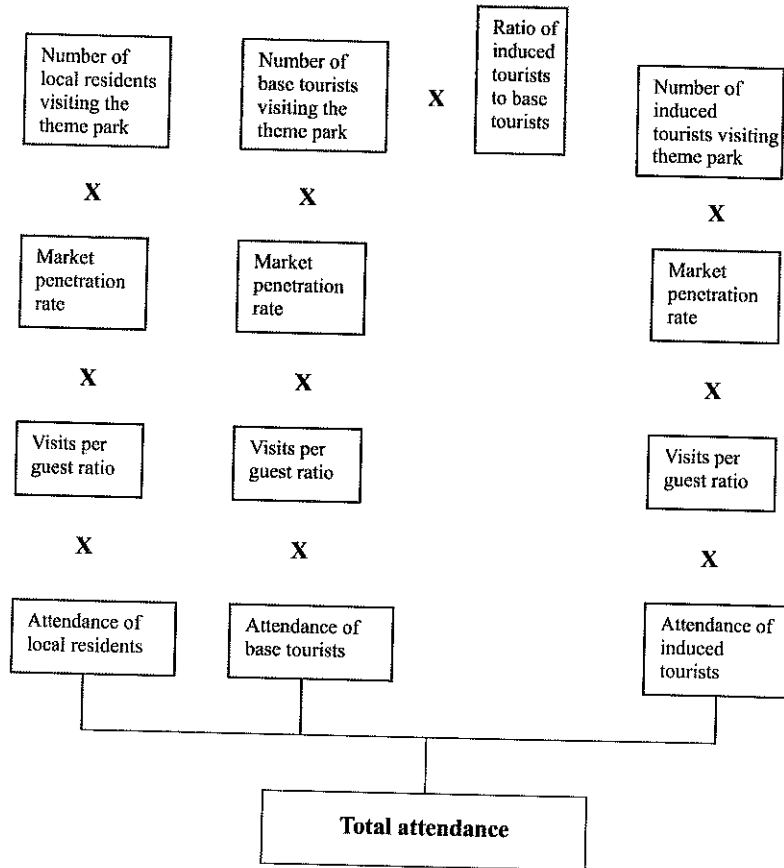 Number of
local residents
visiting the
theme park
Number of
base tourists
visiting the
theme park
X
Ratio of
induced
tourists
to base
tourists
Number of
induced
tourists visiting
theme park
X
X
X
Market
penetration
rate
Market
penetration
rate
Market
penetration
rate
X
X
X
Visits per
guest ratio
Visits per
guest ratio
Visits per
guest ratio
X
X
X
Attendance of
local residents
Attendance of
base tourists
Attendance of
induced
tourists
Total attendance